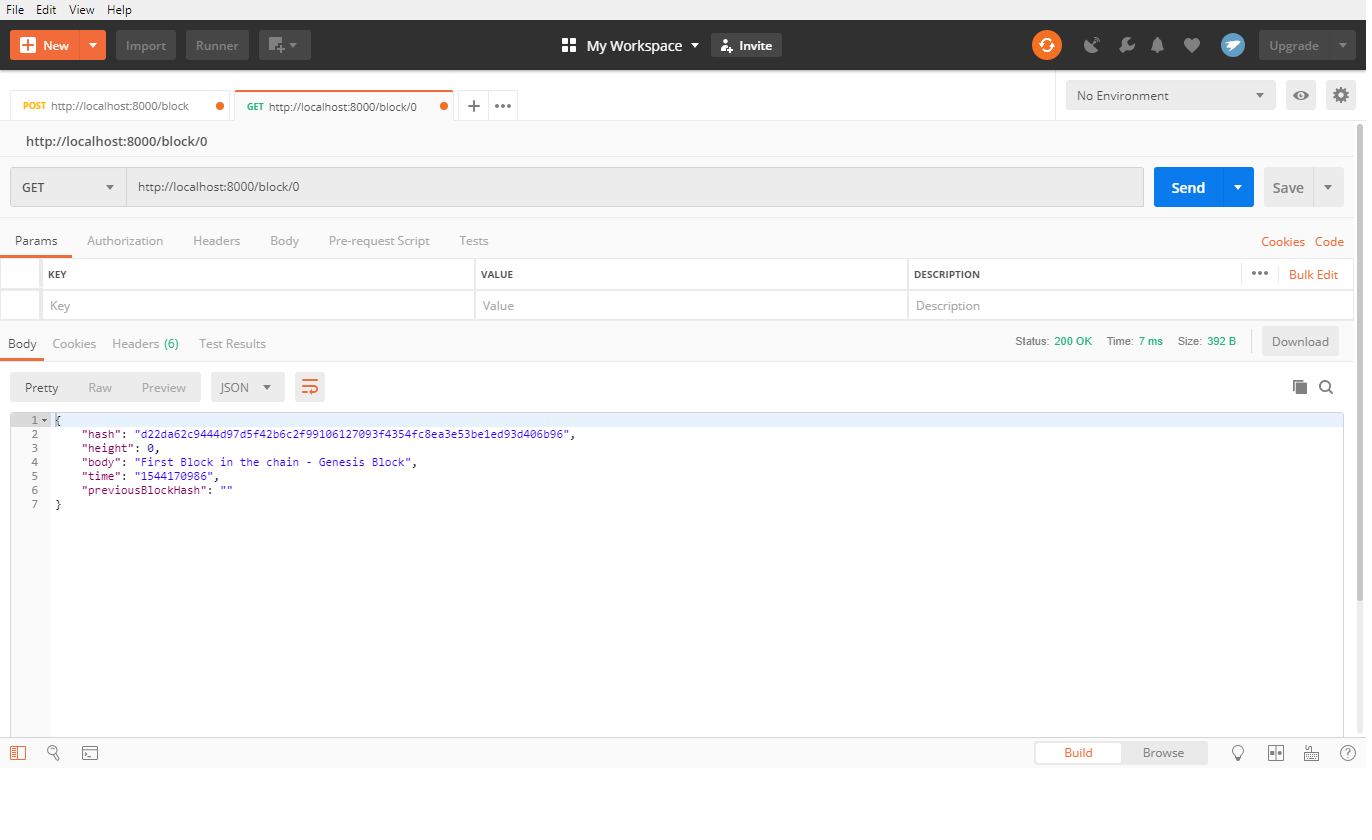 File Edit View Help
New Import Runner My Workspace Invite Upgrade
POST http://localhost:8000/block GET http://localhost:8000/block/0 No Environment
http://localhost:8000/block/0
GET http://localhost:8000/block/0 Send Save
Params Authorization Headers Body Pre-request Script Tests Cookies Code
KEY VALUE DESCRIPTION Bulk Edit
Key Value Description
Body Cookies Headers (6) Test Results Status: 200 OK Time: 7 ms Size: 392 B Download
Pretty Raw Preview JSON
1 {
2 "hash": "d22da62c9444d97d5f42b6c2f99106127093f4354fc8ea3e53be1ed93d406b96",
3 "height": 0,
4 "body": "First Block in the chain - Genesis Block",
5 "time": "1544170986",
6 "previousBlockHash": ""
7 }
Build Browse